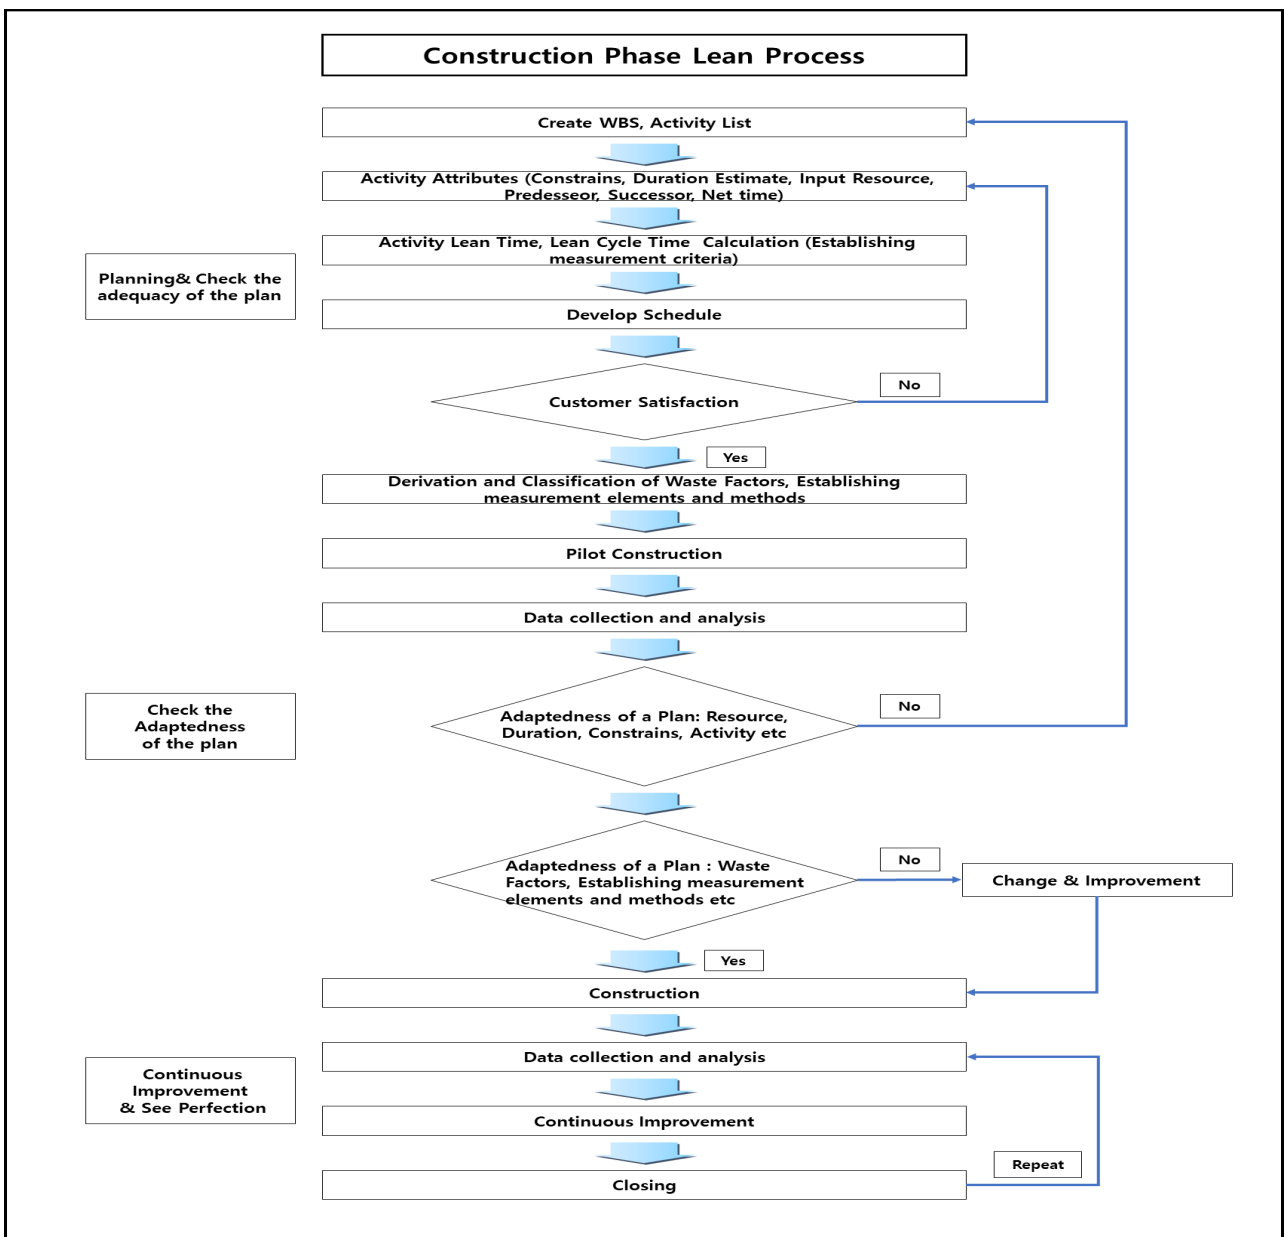 Construction Phase Lean Process
Create WBS, Activity List
Activity Attributes (Constrains, Duration Estimate, Input Resource,
Predesseor, Successor, Net time)
Activity Lean Time, Lean Cycle Time Calculation (Establishing
measurement criteria)
Planning& Check the
adequacy of the plan
Develop Schedule
Customer Satisfaction
No
Yes
Derivation and Classification of Waste Factors, Establishing
measurement elements and methods
Pilot Construction
Data collection and analysis
Check the
Adaptedness
of the plan
Adaptedness of a Plan: Resource,
Duration, Constrains, Activity etc
No
Adaptedness of a Plan : Waste
Factors, Establishing measurement
elements and methods etc
No
Change & Improvement
Yes
Construction
Data collection and analysis
Continuous
Improvement
& See Perfection
Continuous Improvement
Repeat
Closing